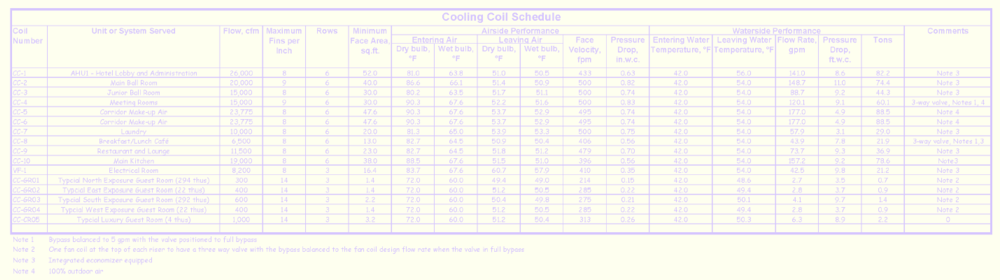 Cooling Coil Schedule
Coil Number Unit or System Served Flow, cfm Maximum Fins per Inch Rows Minimum Face Area, sq.ft. Airside Performance Waterside Performance Comments
Entering Air Leaving Air Face Velocity, fpm Pressure Drop, in.w.c. Entering Water Temperature, °F Leaving Water Temperature, °F Flow Rate, gpm Pressure Drop, ft.w.c. Tons
Dry bulb, °F Wet bulb, °F Dry bulb, °F Wet bulb, °F
CC-1 AHU1 - Hotel Lobby and Administration 26,000 8 6 52.0 81.0 63.8 51.0 50.5 433 0.63 42.0 56.0 141.0 8.6 82.2 Note 3
CC-2 Main Ball Room 20,000 9 6 40.0 86.6 66.1 51.4 50.9 500 0.82 42.0 54.0 148.7 11.0 74.4 Note 3
CC-3 Junior Ball Room 15,000 8 6 30.0 80.2 63.5 51.7 51.1 500 0.74 42.0 54.0 88.7 9.2 44.3 Note 3
CC-4 Meeting Rooms 15,000 9 6 30.0 90.3 67.6 52.2 51.6 500 0.83 42.0 54.0 120.1 9.1 60.1 3-way valve, Notes 1, 4
CC-5 Corridor Make-up Air 23,775 8 6 47.6 90.3 67.6 53.7 52.9 495 0.74 42.0 54.0 177.0 4.9 88.5 Note 4
CC-6 Corridor Make-up Air 23,775 8 6 47.6 90.3 67.6 53.7 52.9 495 0.74 42.0 54.0 177.0 4.9 88.5 Note 4
CC-7 Laundry 10,000 8 6 20.0 81.3 65.0 53.9 53.3 500 0.75 42.0 54.0 57.9 3.1 29.0 Note 3
CC-8 Breakfast/Lunch Café 6,500 8 6 13.0 82.7 64.5 50.9 50.4 406 0.56 42.0 54.0 43.9 7.8 21.9 3-way valve, Notes 1,3
CC-9 Restaurant and Lounge 11,500 8 6 23.0 82.7 64.5 51.8 51.2 479 0.70 42.0 54.0 73.7 9.3 36.9 Note 3
CC-10 Main Kitchen 19,000 8 6 38.0 88.5 67.6 51.5 51.0 396 0.56 42.0 54.0 157.2 9.2 78.6 Note3
VF-1 Electrical Room 8,200 8 3 16.4 83.7 67.6 60.7 57.9 410 0.35 42.0 54.0 42.5 9.8 21.2 Note 3
CC-GR01 Typcial North Exposure Guest Room (294 thus) 300 14 3 1.4 72.0 60.0 49.4 49.0 214 0.15 42.0 48.6 2.7 3.5 0.7 Note 2
CC-GR02 Typcial East Exposure Guest Room (22 thus) 400 14 3 1.4 72.0 60.0 51.2 50.5 285 0.22 42.0 49.4 2.8 3.7 0.9 Note 2
CC-GR03 Typcial South Exposure Guest Room (292 thus) 600 14 3 2.2 72.0 60.0 50.4 49.8 275 0.21 42.0 50.1 4.1 9.7 1.4 Note 2
CC-GR04 Typcial West Exposure Guest Room (22 thus) 400 14 3 1.4 72.0 60.0 51.2 50.5 285 0.22 42.0 49.4 2.8 3.7 0.9 Note 2
CC-CR05 Typcial Luxury Guest Room (4 thus) 1,000 14 3 3.2 72.0 60.0 51.2 50.4 313 0.26 42.0 50.3 6.3 8.9 2.2 0
Note 1 Bypass balanced to 5 gpm with the valve positioned to full bypass
Note 2 One fan coil at the top of each riser to have a three way valve with the bypass balanced to the fan coil design flow rate when the valve in full bypass
Note 3 Integrated economizer equipped
Note 4 100% outdoor air